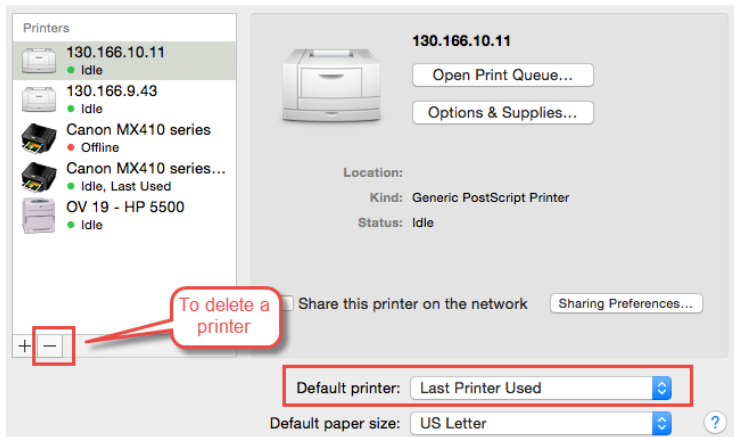 Printers
130.166.10.11
Idle
130.166.9.43
Idle
Canon MX410 series
Offline
Canon MX410 series...
Idle, Last Used
OV 19 - HP 5500
Idle
+ −
To delete a
printer
130.166.10.11
Open Print Queue...
Options & Supplies...
Location:
Kind: Generic PostScript Printer
Status: Idle
Share this printer on the network Sharing Preferences...
Default printer: Last Printer Used
Default paper size: US Letter ?